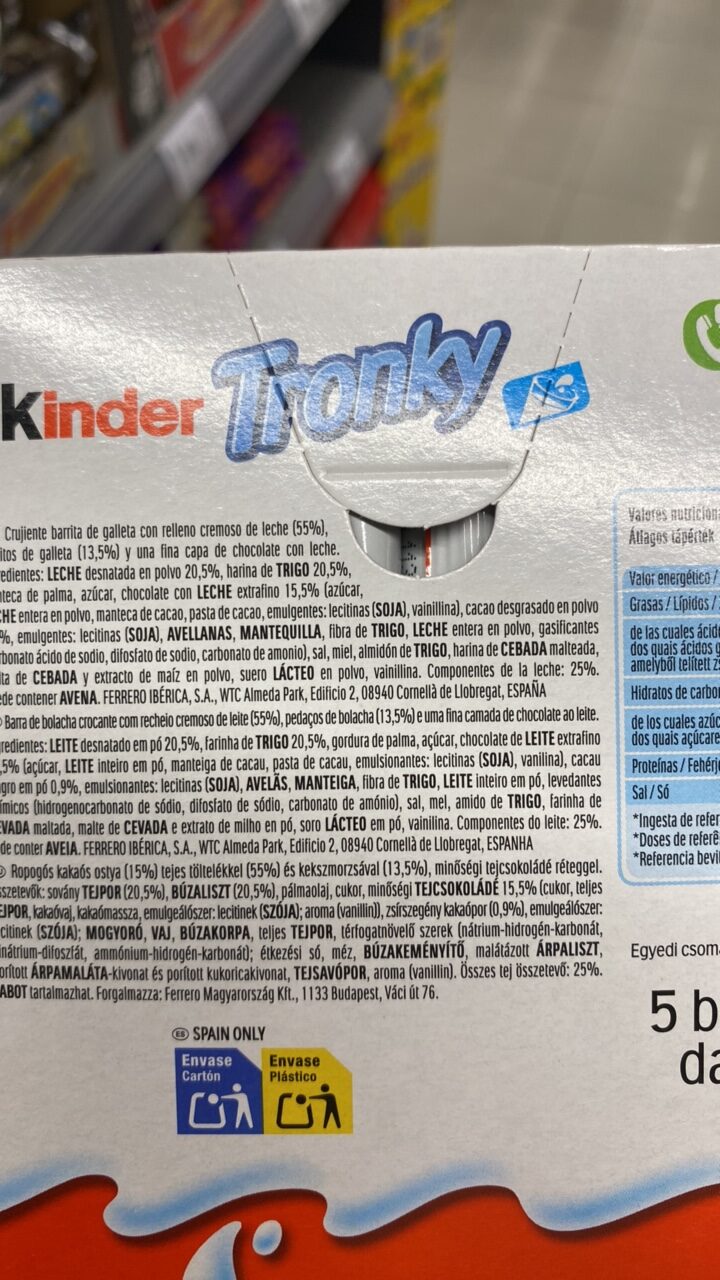 Kinder Tronky
Crujiente barrita de galleta con relleno cremoso de leche (55%),
itos de galleta (13,5%) y una fina capa de chocolate con leche.
edientes: LECHE desnatada en polvo 20,5%, harina de TRIGO 20,5%,
teca de palma, azúcar, chocolate con LECHE extrafino 15,5% (azúcar,
CHE entera en polvo, manteca de cacao, pasta de cacao, emulgentes: lecitinas (SOJA), vainillina), cacao desgrasado en polvo
%, emulgentes: lecitinas (SOJA), AVELLANAS, MANTEQUILLA, fibra de TRIGO, LECHE entera en polvo, gasificantes
bonato ácido de sodio, difosfato de sodio, carbonato de amonio), sal, miel, almidón de TRIGO, harina de CEBADA malteada,
ta de CEBADA y extracto de maíz en polvo, suero LÁCTEO en polvo, vainillina. Componentes de la leche: 25%.
de contener AVENA. FERRERO IBÉRICA, S.A., WTC Almeda Park, Edificio 2, 08940 Cornellà de Llobregat, ESPAÑA
Barra de bolacha crocante com recheio cremoso de leite (55%), pedaços de bolacha (13,5%) e uma fina camada de chocolate ao leite.
redientes: LEITE desnatado em pó 20,5%, farinha de TRIGO 20,5%, gordura de palma, açúcar, chocolate de LEITE extrafino
,5% (açúcar, LEITE inteiro em pó, manteiga de cacau, pasta de cacau, emulsionantes: lecitinas (SOJA), vanilina), cacau
gro em pó 0,9%, emulsionantes: lecitinas (SOJA), AVELÃS, MANTEIGA, fibra de TRIGO, LEITE inteiro em pó, levedantes
ímicos (hidrogenocarbonato de sódio, difosfato de sódio, carbonato de amónio), sal, mel, amido de TRIGO, farinha de
EVADA maltada, malte de CEVADA e extrato de milho em pó, soro LÁCTEO em pó, vainilina. Componentes do leite: 25%.
de conter AVEIA. FERRERO IBÉRICA, S.A., WTC Almeda Park, Edificio 2, 08940 Cornellà de Llobregat, ESPANHA
Ropogós kakaós ostya (15%) tejes töltelékkel (55%) és kekszmorzsával (13,5%), minőségi tejcsokoládé réteggel.
szetevők: sovány TEJPOR (20,5%), BÚZALISZT (20,5%), pálmaolaj, cukor, minőségi TEJCSOKOLÁDÉ 15,5% (cukor, teljes
EJPOR, kakaóvaj, kakaómassza, emulgeálószer: lecitinek (SZÓJA); aroma (vanillin)), zsírszegény kakaópor (0,9%), emulgeálószer:
citinek (SZÓJA); MOGYORÓ, VAJ, BÚZAKORPA, teljes TEJPOR, térfogatnövelő szerek (nátrium-hidrogén-karbonát,
inátrium-difoszfát, ammónium-hidrogén-karbonát); étkezési só, méz, BÚZAKEMÉNYÍTŐ, malátázott ÁRPALISZT,
orított ÁRPAMALÁTA-kivonat és porított kukoricakivonat, TEJSAVÓPOR, aroma (vanillin). Összes tej összetevő: 25%.
ABOT tartalmazhat. Forgalmazza: Ferrero Magyarország Kft., 1133 Budapest, Váci út 76.
ES SPAIN ONLY
Envase Cartón
Envase Plástico
Valores nutriciona
Átlagos tápérték
Valor energético /
Grasas / Lípidos /
de las cuales ácid
dos quais ácidos g
amelyből telített z
Hidratos de carbo
de los cuales azúc
dos quais açúcare
Proteínas / Fehérje
Sal / Só
*Ingesta de refer
*Doses de referê
*Referencia bevi
Egyedi csom
5 b
da